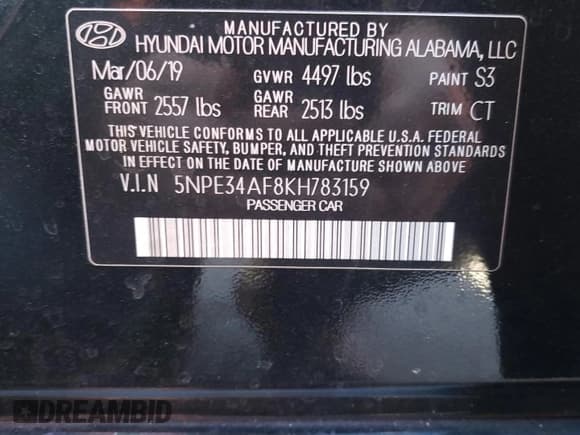 MANUFACTURED BY
HYUNDAI MOTOR MANUFACTURING ALABAMA, LLC
Mar/06/19 GVWR 4497 lbs PAINT S3
GAWR FRONT 2557 lbs GAWR REAR 2513 lbs TRIM CT
THIS VEHICLE CONFORMS TO ALL APPLICABLE U.S.A. FEDERAL
MOTOR VEHICLE SAFETY, BUMPER, AND THEFT PREVENTION STANDARDS
IN EFFECT ON THE DATE OF MANUFACTURE SHOWN ABOVE
V.I.N 5NPE34AF8KH783159
PASSENGER CAR
DREAMBID